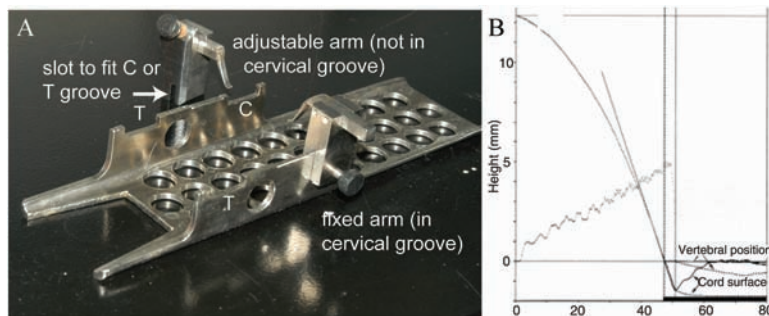 A
adjustable arm (not in
cervical groove)
slot to fit C or
T groove
T
C
T
fixed arm (in
cervical groove)
B
Height (mm)
10
5
0
Vertebral position
Cord surface
0
20
40
60
80